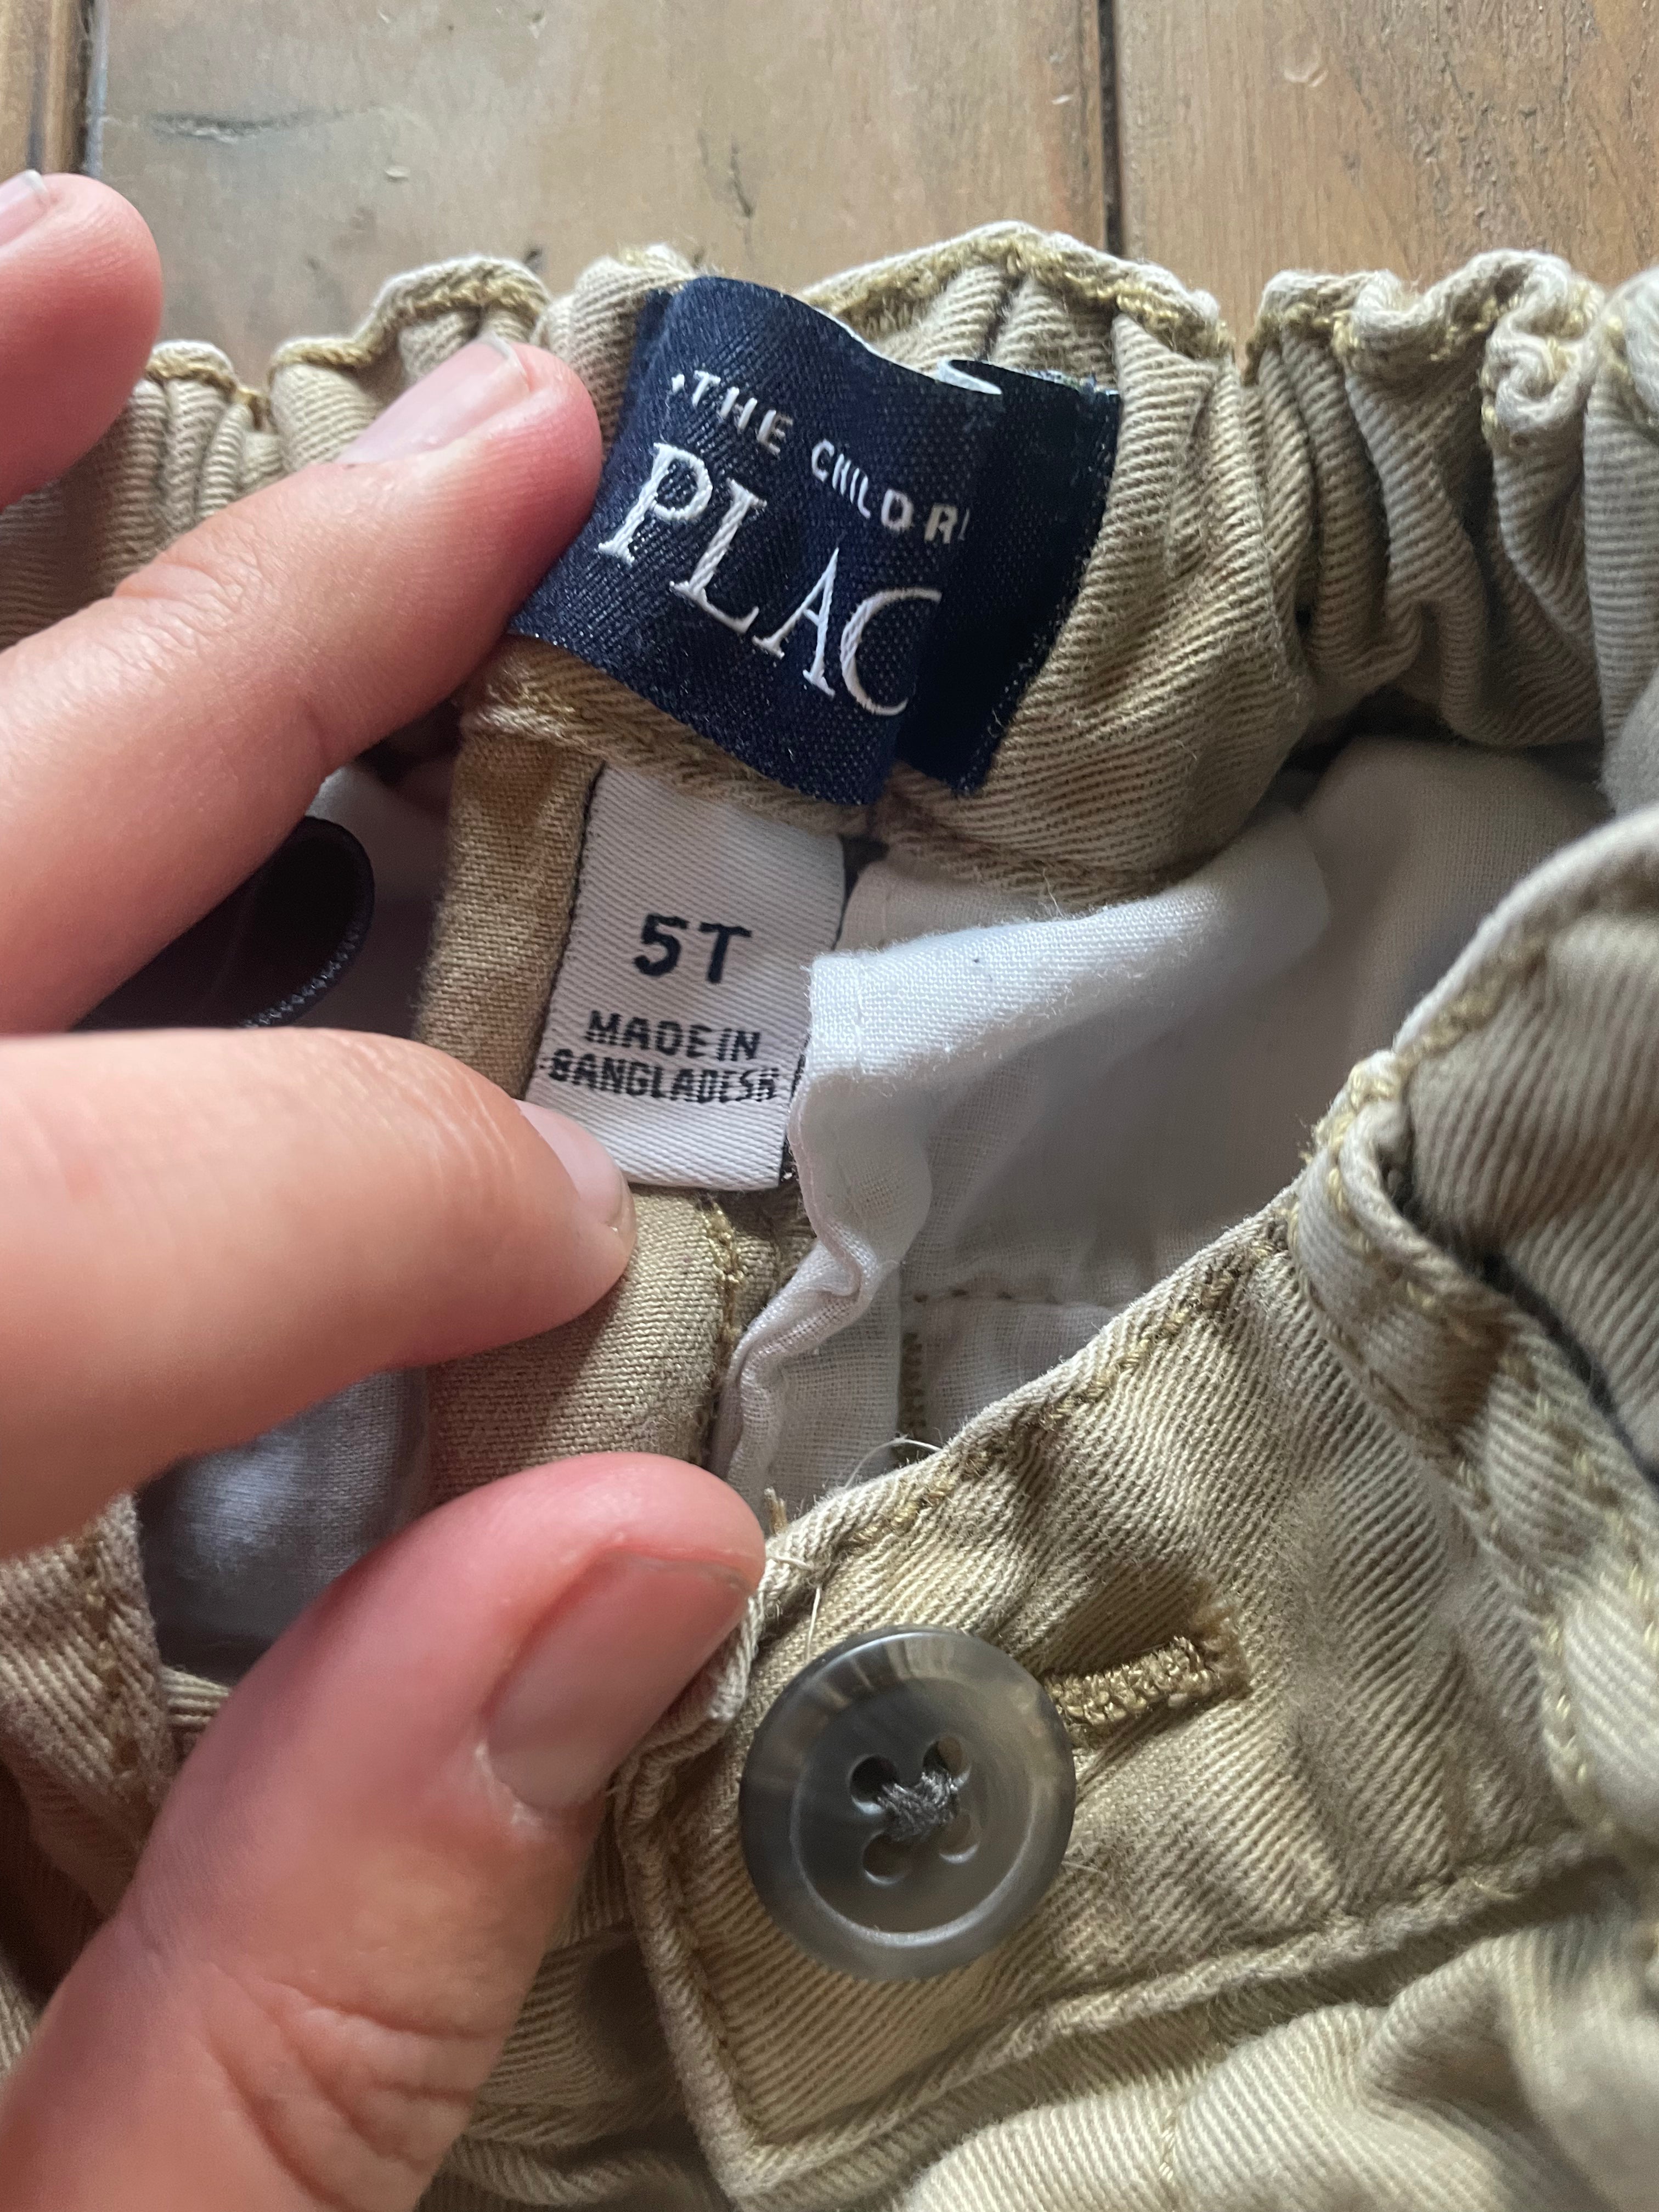 THE CHILDR
PLAC
5T
MADE IN
BANGLADESH